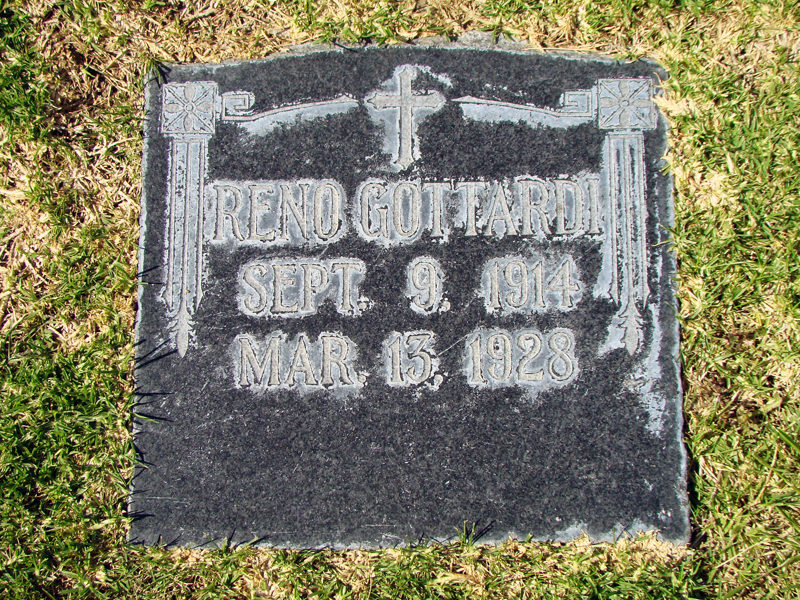 RENO GOTTARDI
SEPT. 9, 1914
MAR. 13, 1928